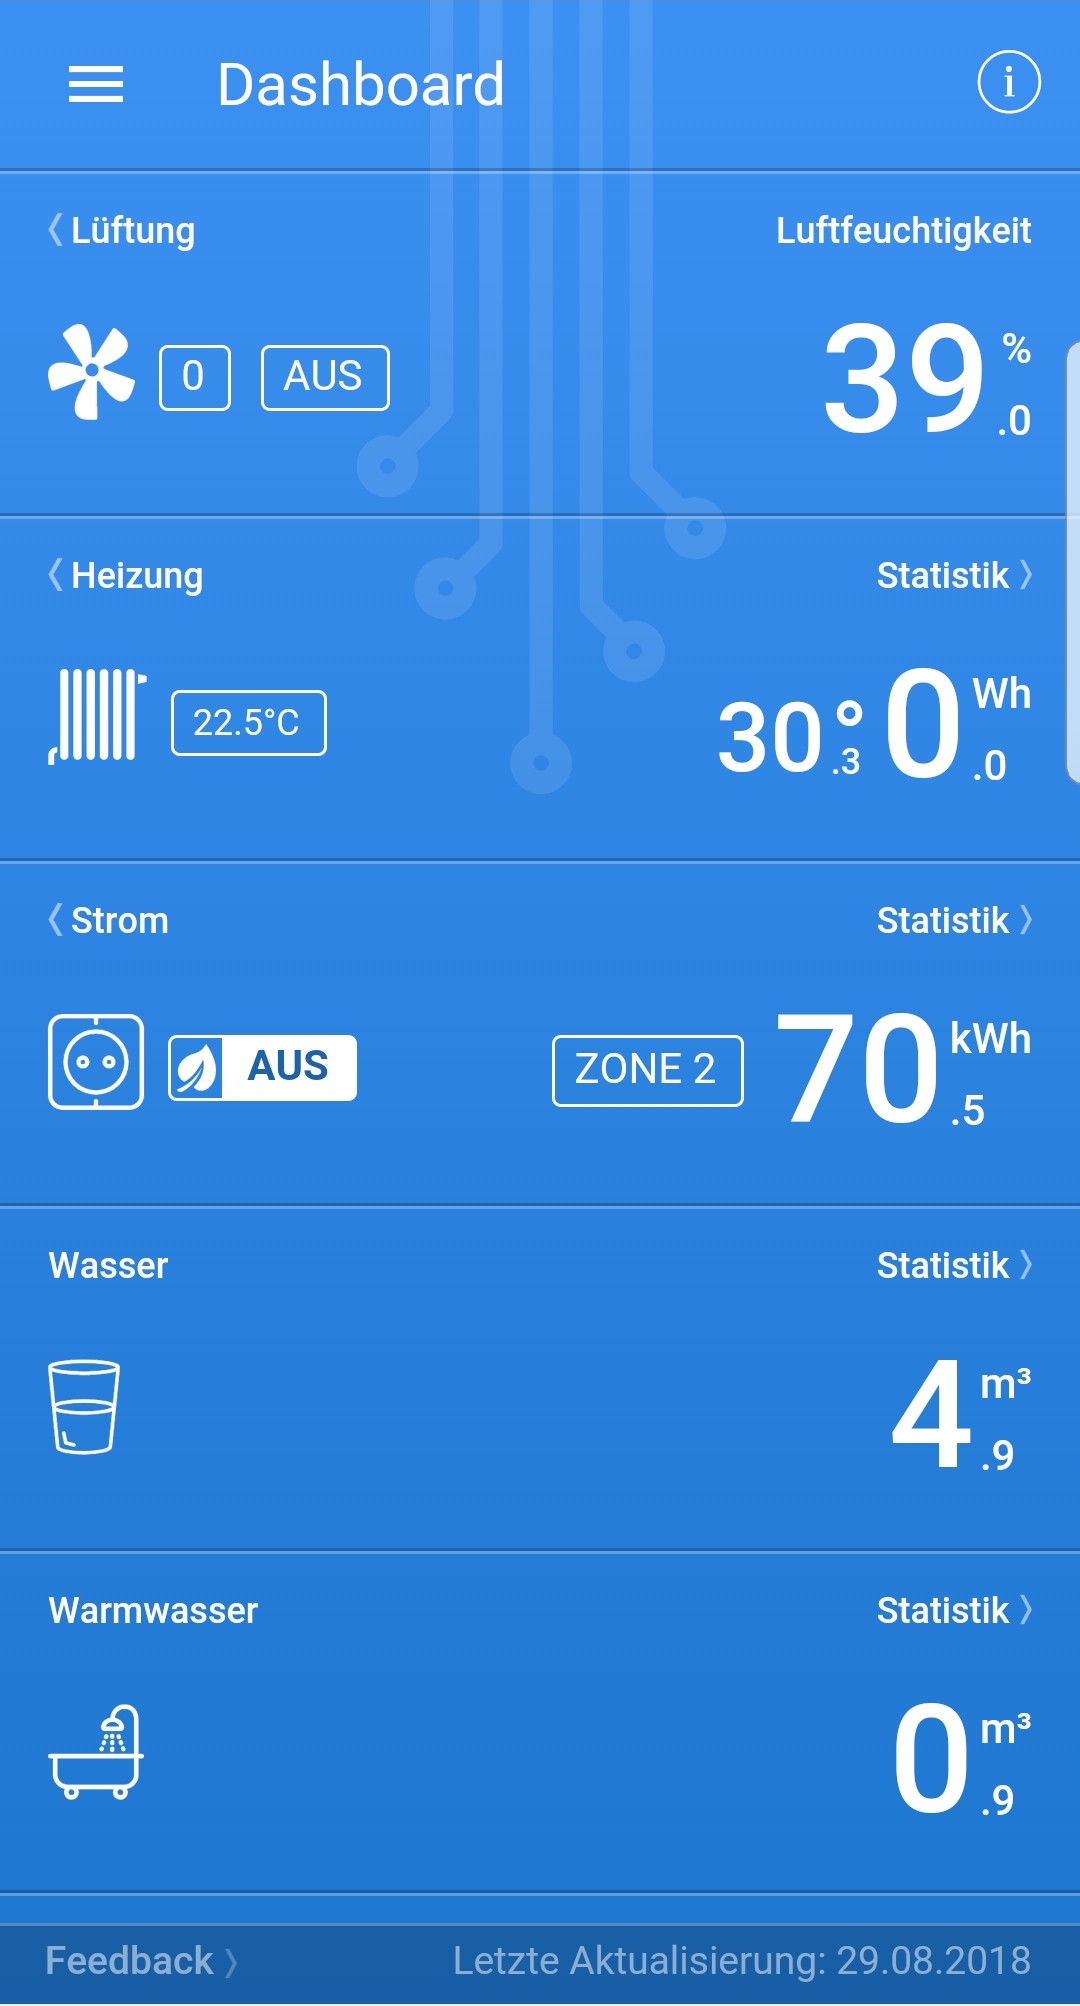 Dashboard i
Lüftung Luftfeuchtigkeit
0 AUS 39.0 %
Heizung Statistik
22.5°C 30.3° 0.0 Wh
Strom Statistik
AUS ZONE 2 70.5 kWh
Wasser Statistik
4.9 m³
Warmwasser Statistik
0.9 m³
Feedback Letzte Aktualisierung: 29.08.2018